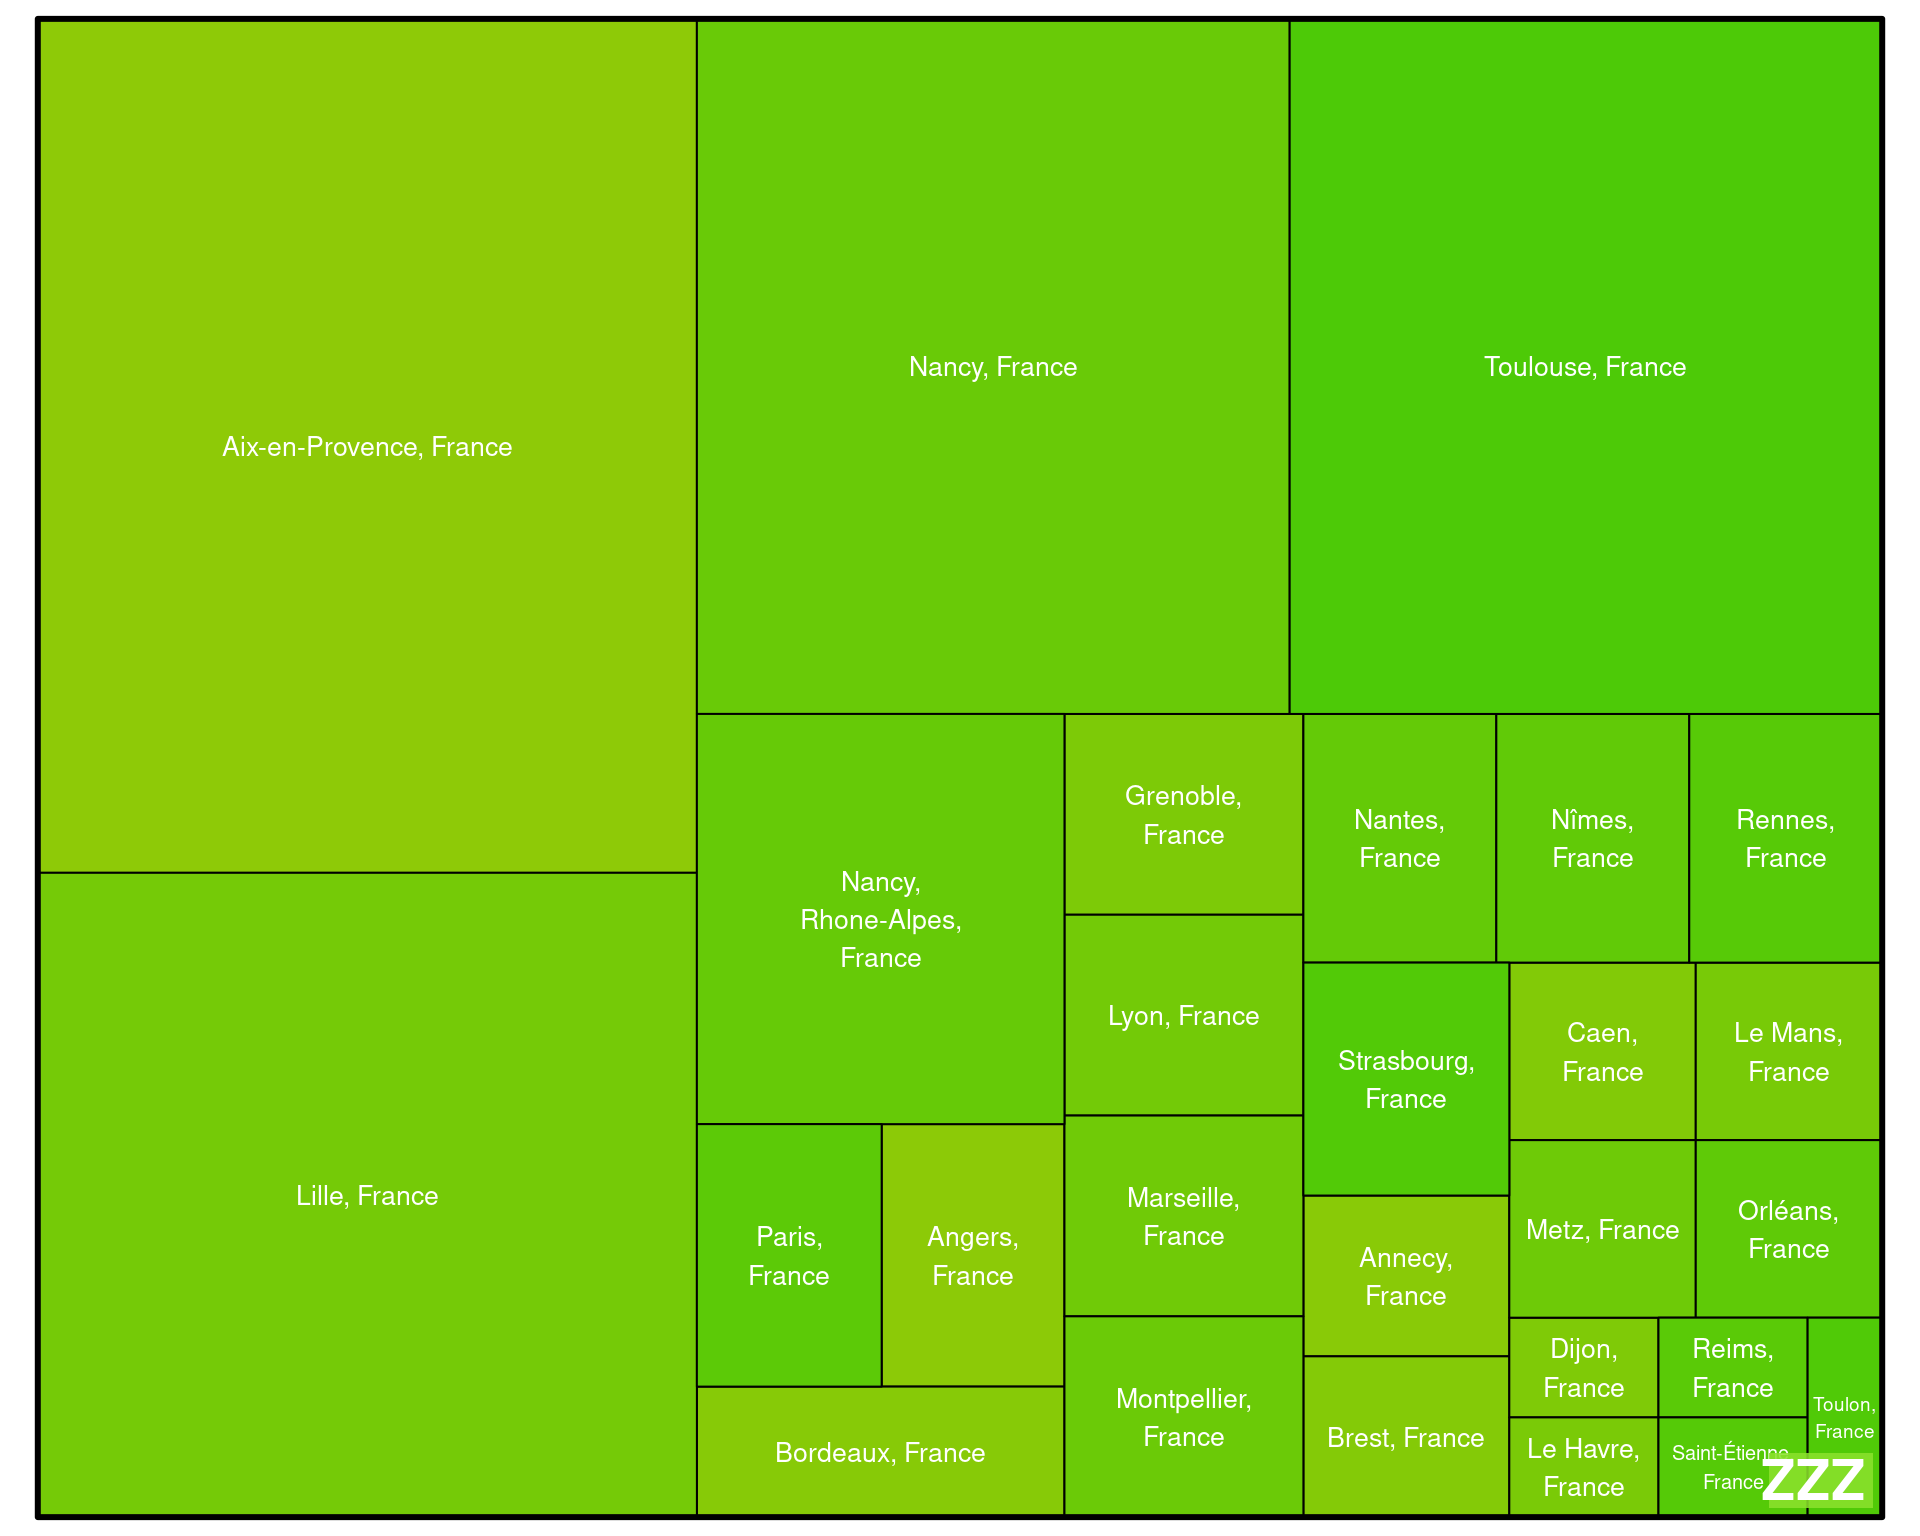 Aix-en-Provence, France
Lille, France
Nancy, France
Toulouse, France
Nancy,
Rhone-Alpes,
France
Paris,
France
Angers,
France
Bordeaux, France
Grenoble,
France
Lyon, France
Marseille,
France
Montpellier,
France
Nantes,
France
Nîmes,
France
Rennes,
France
Strasbourg,
France
Annecy,
France
Brest, France
Caen,
France
Le Mans,
France
Metz, France
Orléans,
France
Dijon,
France
Le Havre,
France
Reims,
France
Saint-Étienne,
France
Toulon,
France
ZZZ